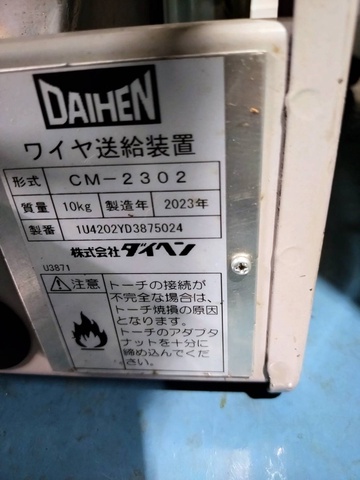 DAIHEN
ワイヤ送給装置
形式 CM-2302
質量 10kg 製造年 2023年
製番 1U4202YD3875024
株式会社ダイヘン
U3871
注意 トーチの接続が
不完全な場合は、
トーチ焼損の原因
となります。
トーチのアダプタ
ナットを十分に
締め込んでくだ
さい。